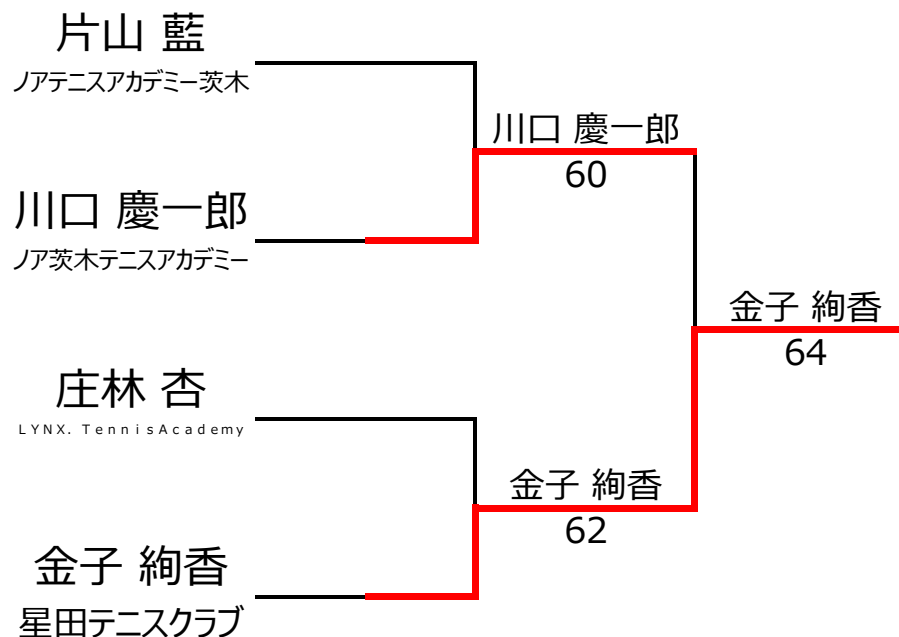 片山 藍
ノアテニスアカデミー茨木
川口 慶一郎
60
川口 慶一郎
ノア茨木テニスアカデミー
金子 絢香
64
庄林 杏
LYNX. TennisAcademy
金子 絢香
62
金子 絢香
星田テニスクラブ